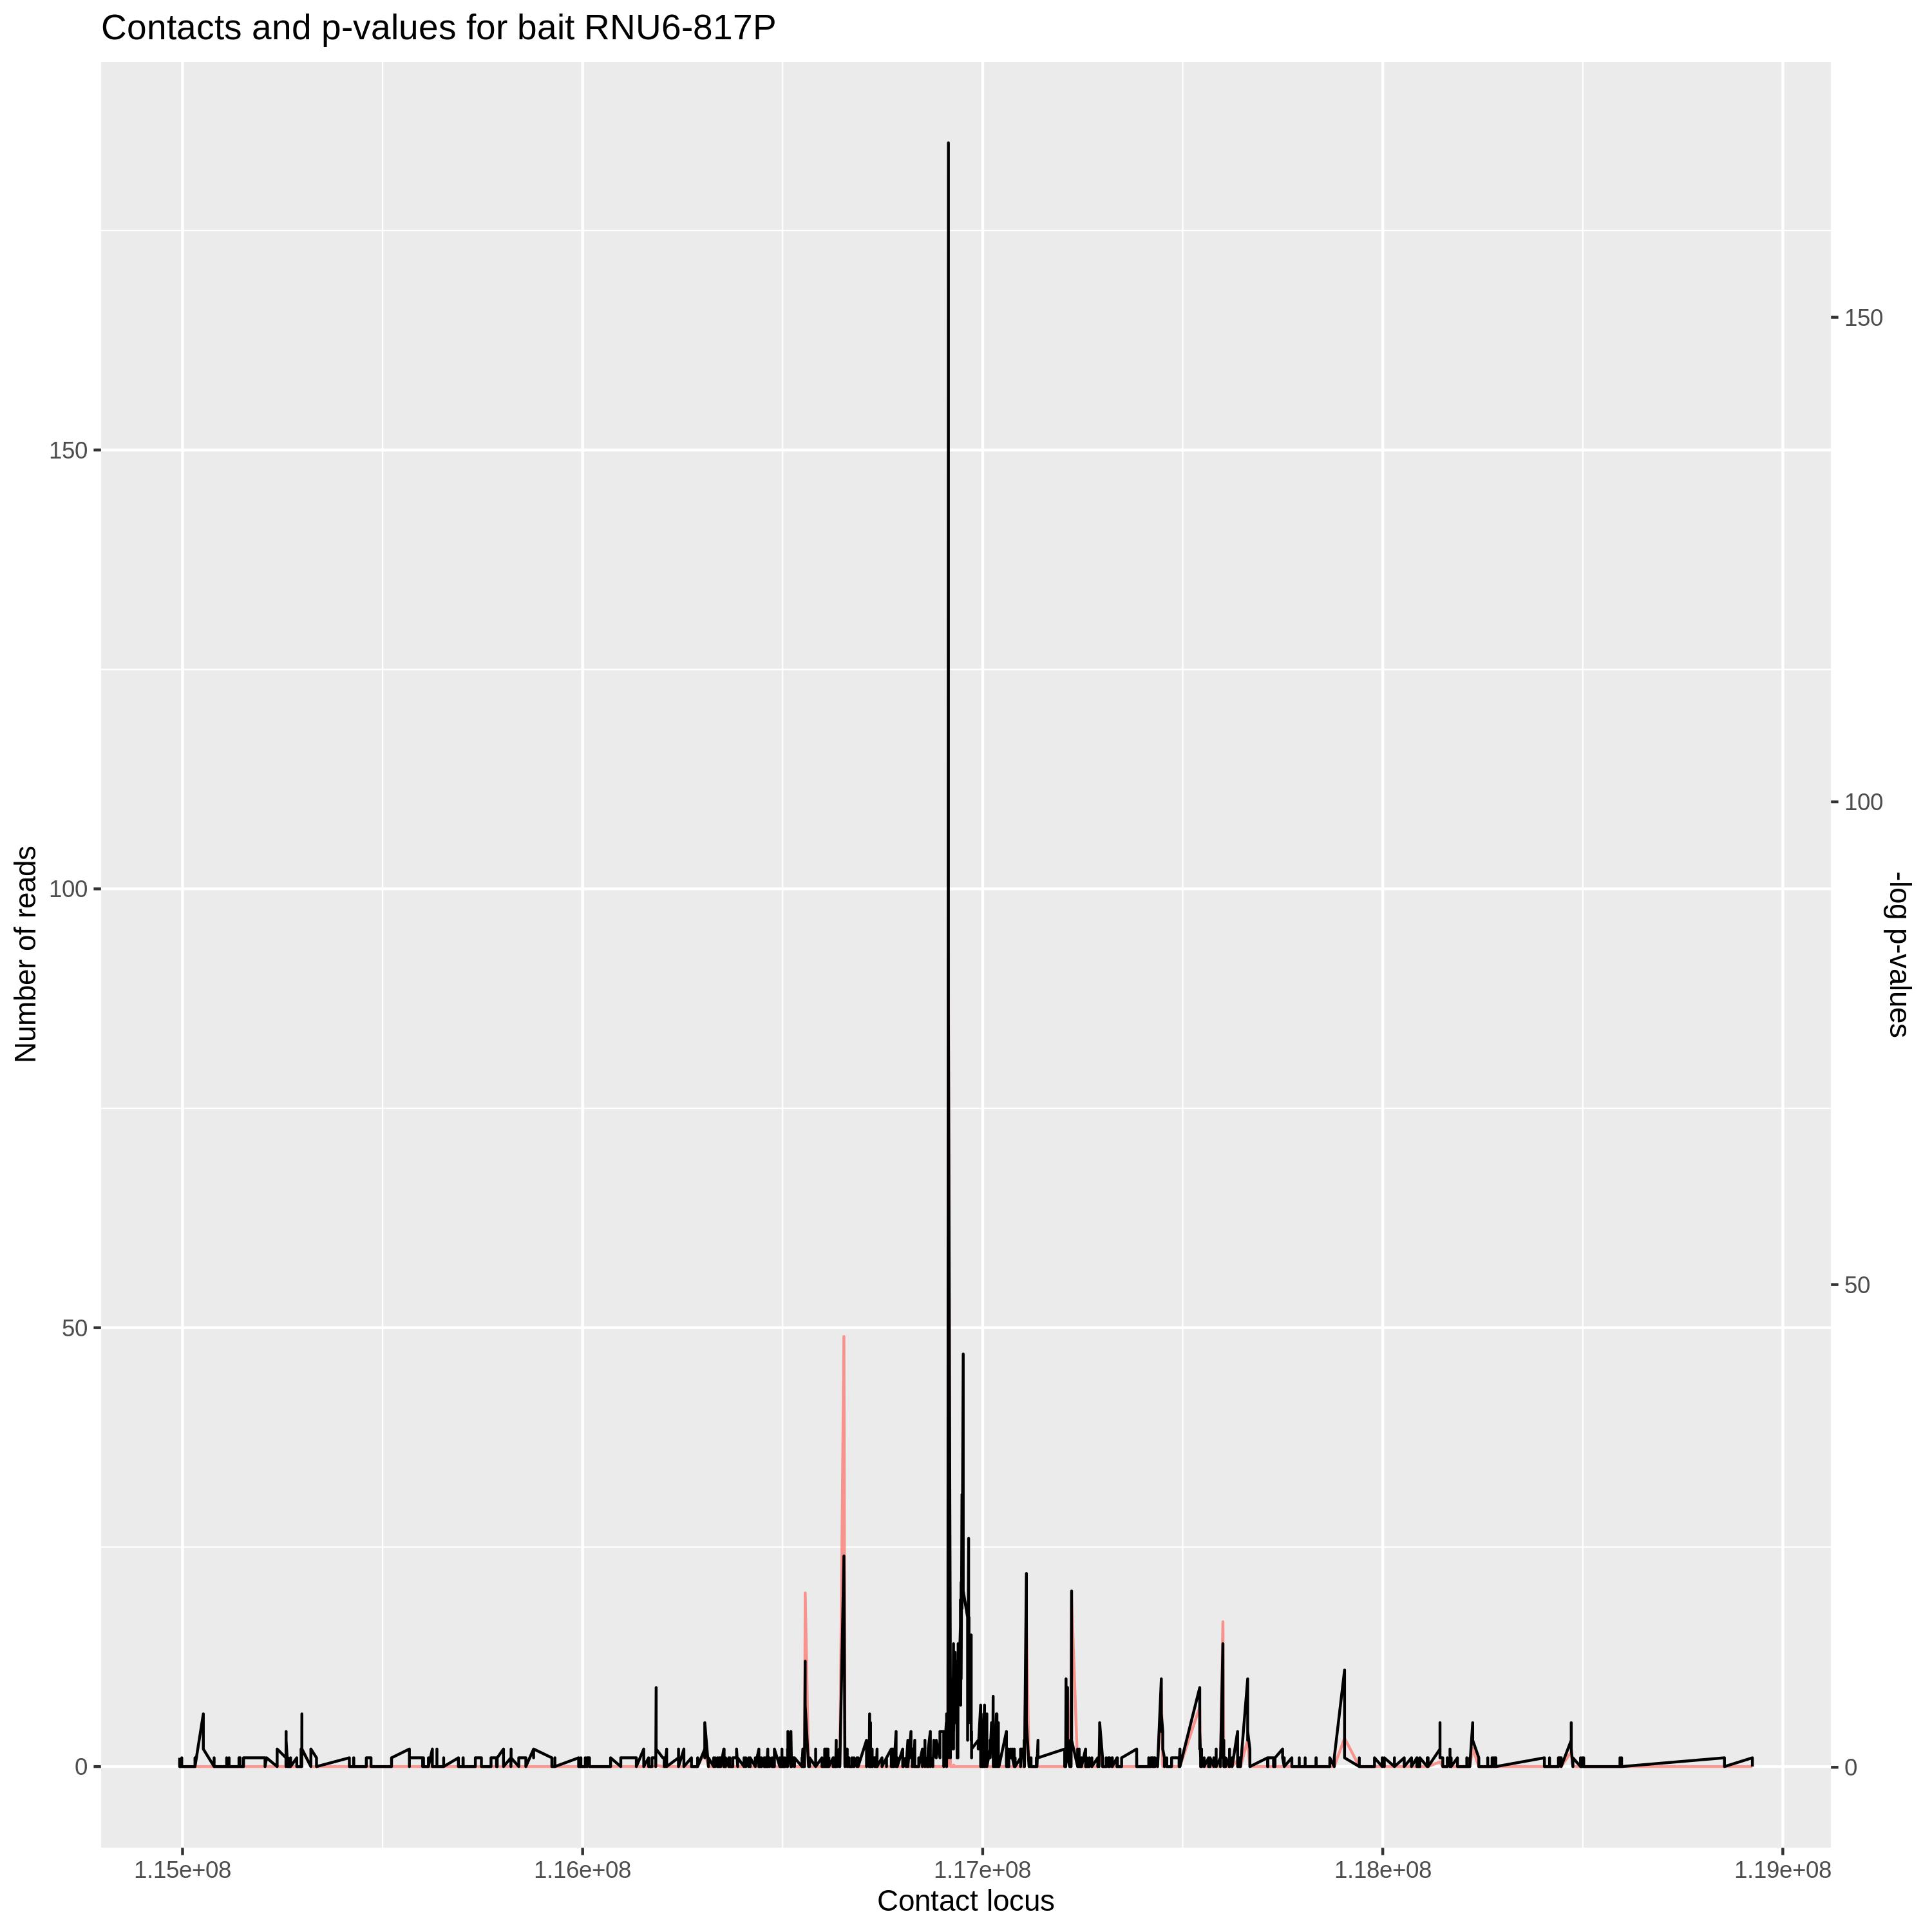 Contacts and p-values for bait RNU6-817P
150
100
50
0
Number of reads
150
100
50
0
-log p-values
1.15e+08
1.16e+08
1.17e+08
1.18e+08
1.19e+08
Contact locus